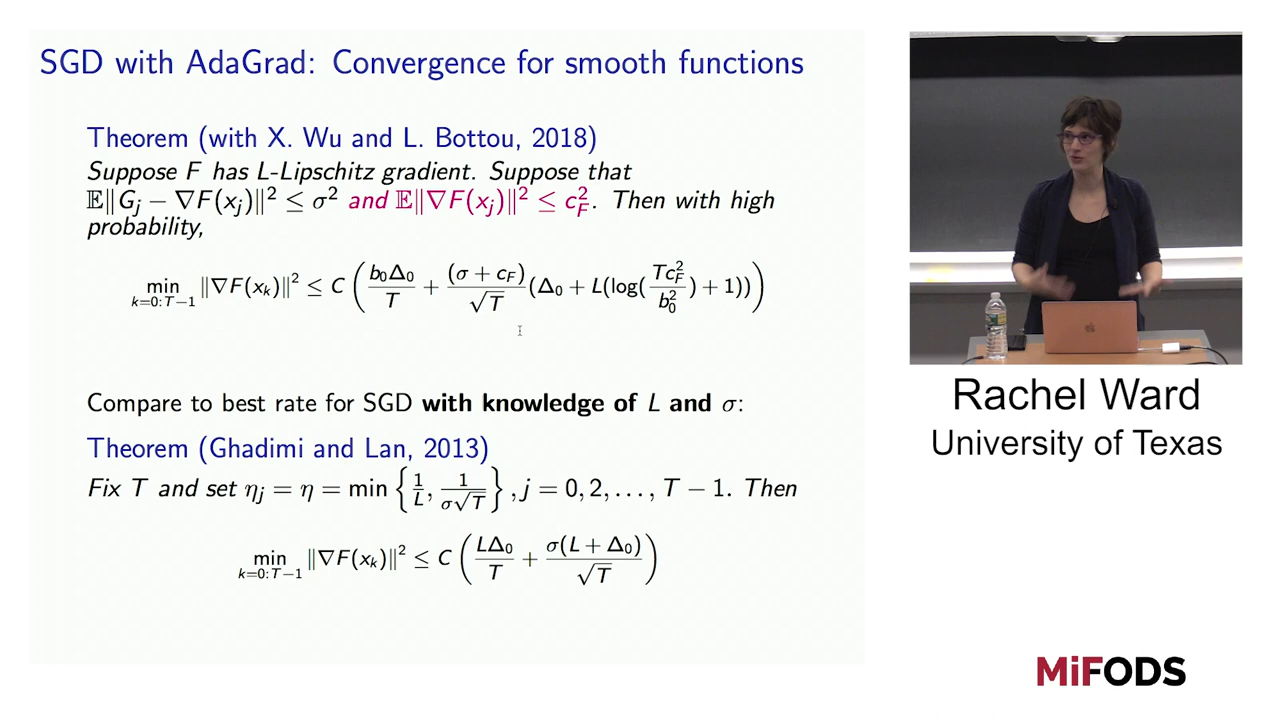 SGD with AdaGrad: Convergence for smooth functions
Theorem (with X. Wu and L. Bottou, 2018)
Suppose F has L-Lipschitz gradient. Suppose that
𝔼‖G_j − ∇F(x_j)‖² ≤ σ² and 𝔼‖∇F(x_j)‖² ≤ c_F². Then with high
probability,
min_{k=0:T−1} ‖∇F(x_k)‖² ≤ C ( b_0Δ_0/T + (σ + c_F)/√T (Δ_0 + L(log(Tc_F²/b_0²) + 1)) )
Compare to best rate for SGD with knowledge of L and σ:
Theorem (Ghadimi and Lan, 2013)
Fix T and set η_j = η = min { 1/L, 1/(σ√T) } , j = 0, 2, . . . , T − 1. Then
min_{k=0:T−1} ‖∇F(x_k)‖² ≤ C ( LΔ_0/T + σ(L + Δ_0)/√T )
Rachel Ward
University of Texas
MiFODS